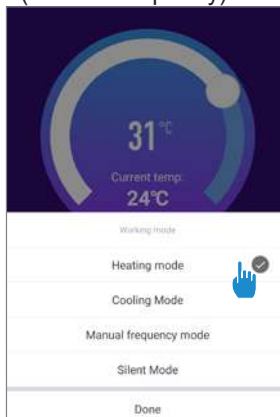 31°C
Current temp:
24°C
Working mode
Heating mode
Cooling Mode
Manual frequency mode
Silent Mode
Done